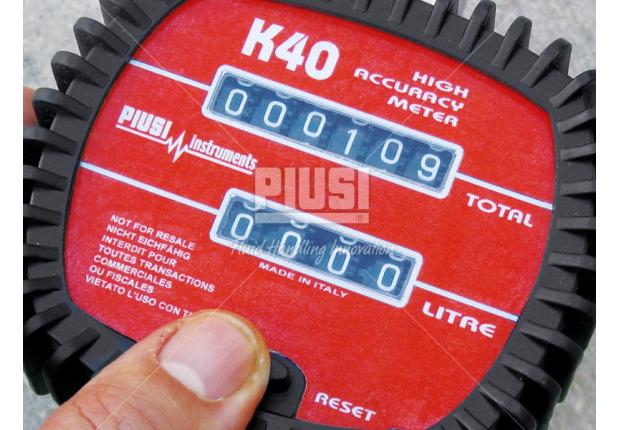 K40
HIGH
ACCURACY
METER
000109
PIUSI
instruments
TOTAL
PIUSI
Fluid Handling Innovation
0000
MADE IN ITALY
LITRE
NOT FOR RESALE
NICHT EICHFÄHIG
INTERDIT POUR
TOUTES TRANSACTIONS
COMMERCIALES
OU FISCALES
VIETATO L'USO CON
RESET